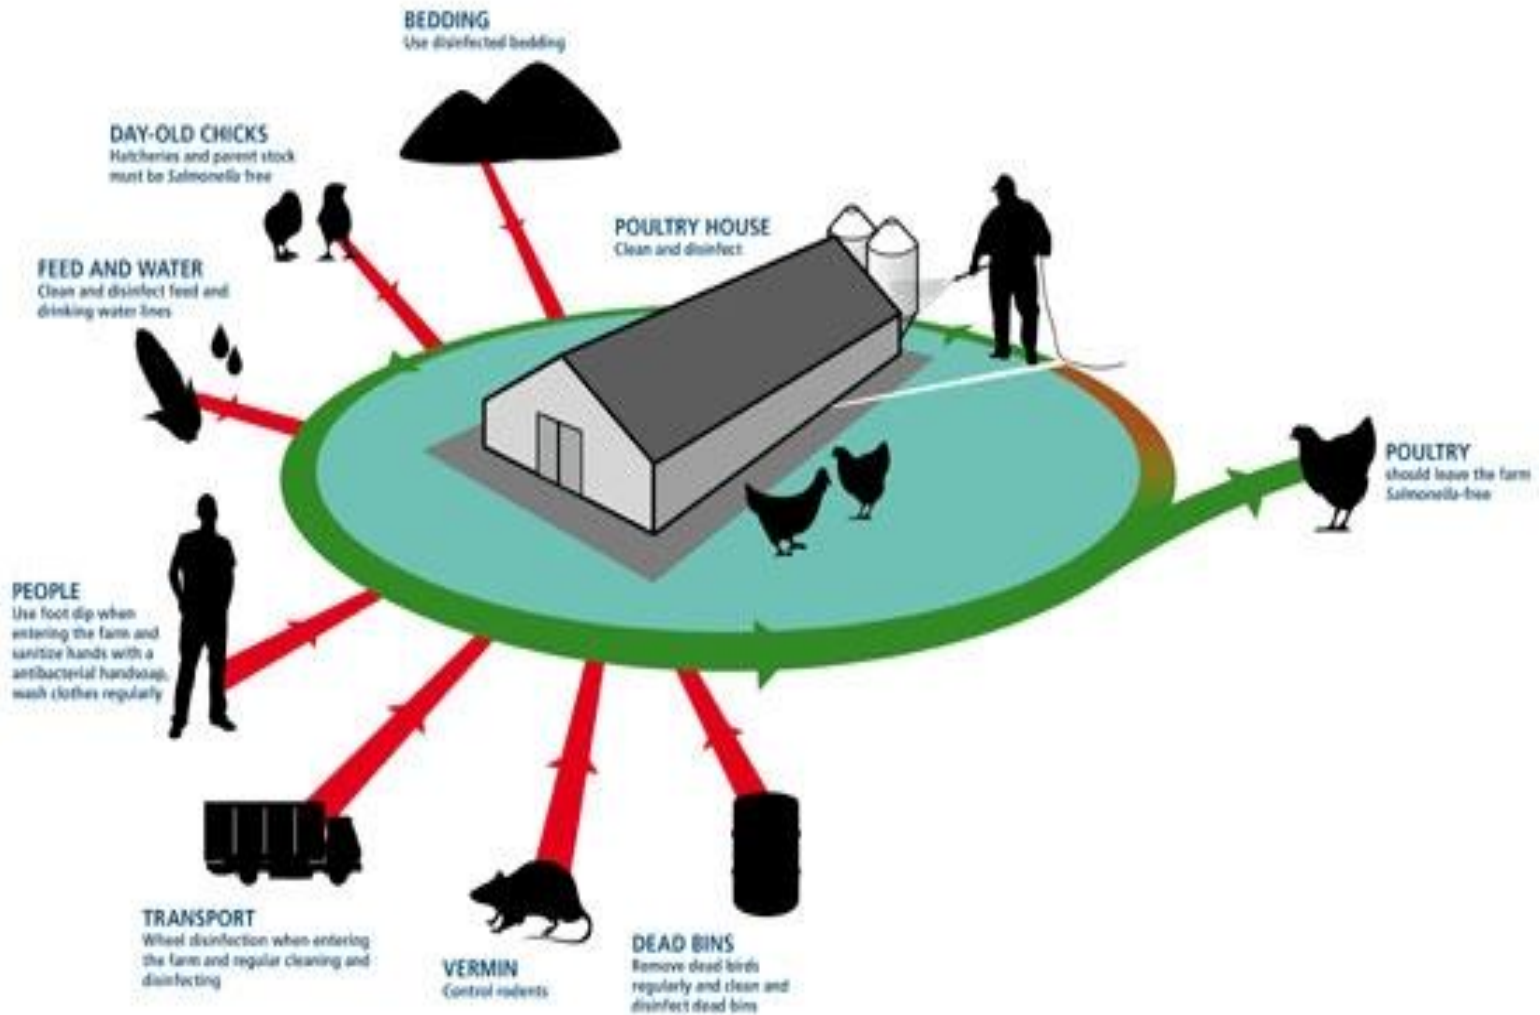 BEDDING
Use disinfected bedding
DAY-OLD CHICKS
Hatcheries and parent stock
must be Salmonella free
POULTRY HOUSE
Clean and disinfect
FEED AND WATER
Clean and disinfect feed and
drinking water lines
POULTRY
should leave the farm
Salmonella-free
PEOPLE
Use foot dip when
entering the farm and
sanitize hands with a
antibacterial handsoap,
wash clothes regularly
TRANSPORT
Wheel disinfection when entering
the farm and regular cleaning and
disinfecting
VERMIN
Control rodents
DEAD BINS
Remove dead birds
regularly and clean and
disinfect dead bins